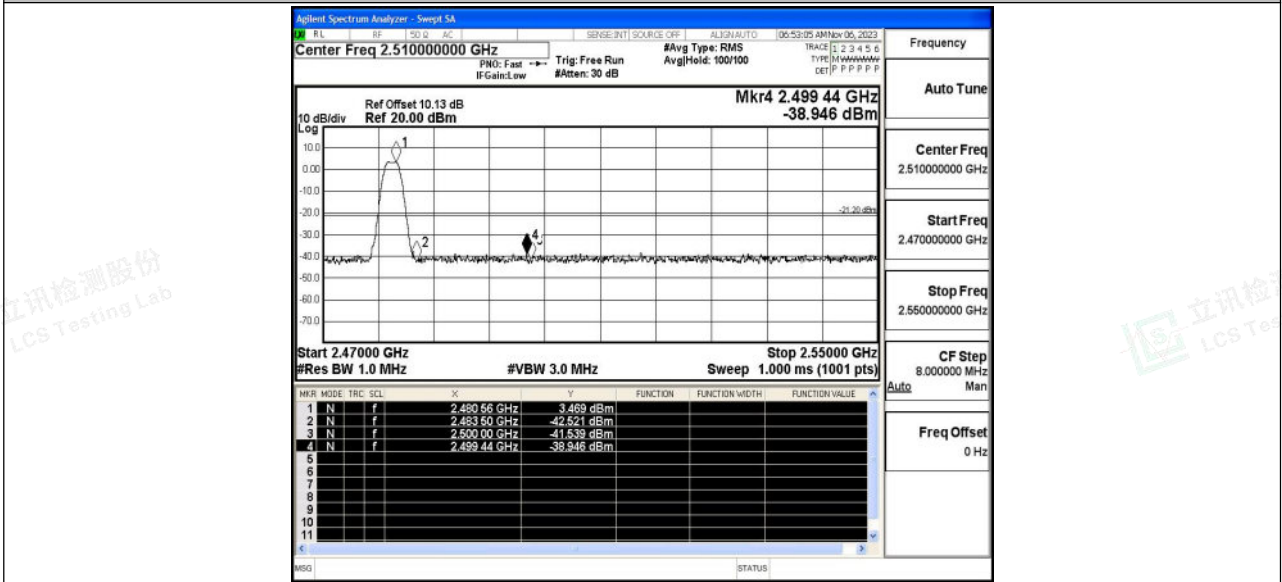 Agilent Spectrum Analyzer - Swept SA
RL RF 50 Ω AC SENSE:INT SOURCE OFF ALIGNAUTO 06:53:05 AM Nov 06, 2023
Center Freq 2.510000000 GHz
PNO: Fast
IFGain:Low
Trig: Free Run
#Atten: 30 dB
#Avg Type: RMS
Avg|Hold: 100/100
TRACE 1 2 3 4 5 6
TYPE M WWWWW
DET P P P P P P
Frequency
Auto Tune
Center Freq
2.510000000 GHz
Start Freq
2.470000000 GHz
Stop Freq
2.550000000 GHz
CF Step
8.000000 MHz
Auto Man
Freq Offset
0 Hz
Mkr4 2.499 44 GHz
-38.946 dBm
Ref Offset 10.13 dB
10 dB/div Ref 20.00 dBm
Log
10.0
0.00
-10.0
-20.0
-30.0
-40.0
-50.0
-60.0
-70.0
1
2
4
-21.20 dBm
Start 2.47000 GHz Stop 2.55000 GHz
#Res BW 1.0 MHz #VBW 3.0 MHz Sweep 1.000 ms (1001 pts)
MKR MODE TRC SCL X Y FUNCTION FUNCTION WIDTH FUNCTION VALUE
1 N f 2.480 56 GHz 3.469 dBm
2 N f 2.483 50 GHz -42.521 dBm
3 N f 2.500 00 GHz -41.539 dBm
4 N f 2.499 44 GHz -38.946 dBm
5
6
7
8
9
10
11
MSG STATUS
立讯检测股份
LCS Testing Lab
立讯检
LCS Tes